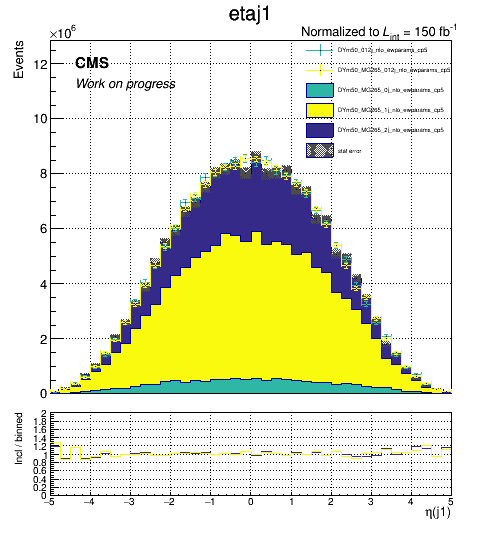 etaj1
×10⁶
Normalized to L_int = 150 fb⁻¹
Events
CMS
Work on progress
DYm50_012j_nlo_ewparams_cp5
DYm50_MG265_012j_nlo_ewparams_cp5
DYm50_MG265_0j_nlo_ewparams_cp5
DYm50_MG265_1j_nlo_ewparams_cp5
DYm50_MG265_2j_nlo_ewparams_cp5
stat error
12
10
8
6
4
2
0
Incl / binned
2
1.8
1.6
1.4
1.2
1
0.8
0.6
0.4
0.2
0
−5 −4 −3 −2 −1 0 1 2 3 4 5
η(j1)